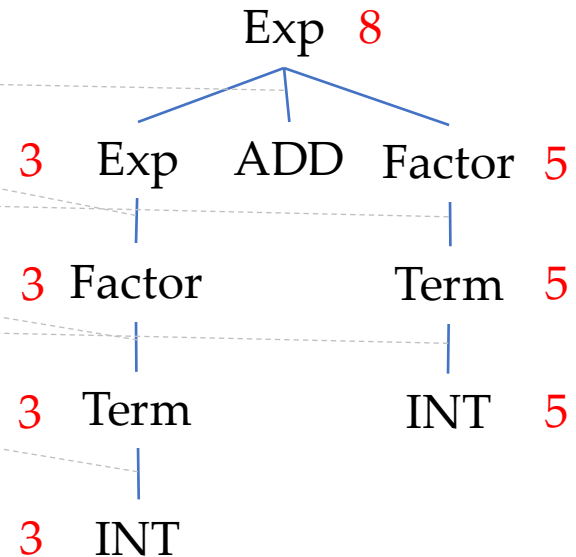 Exp 8
3 Exp ADD Factor 5
3 Factor Term 5
3 Term INT 5
3 INT